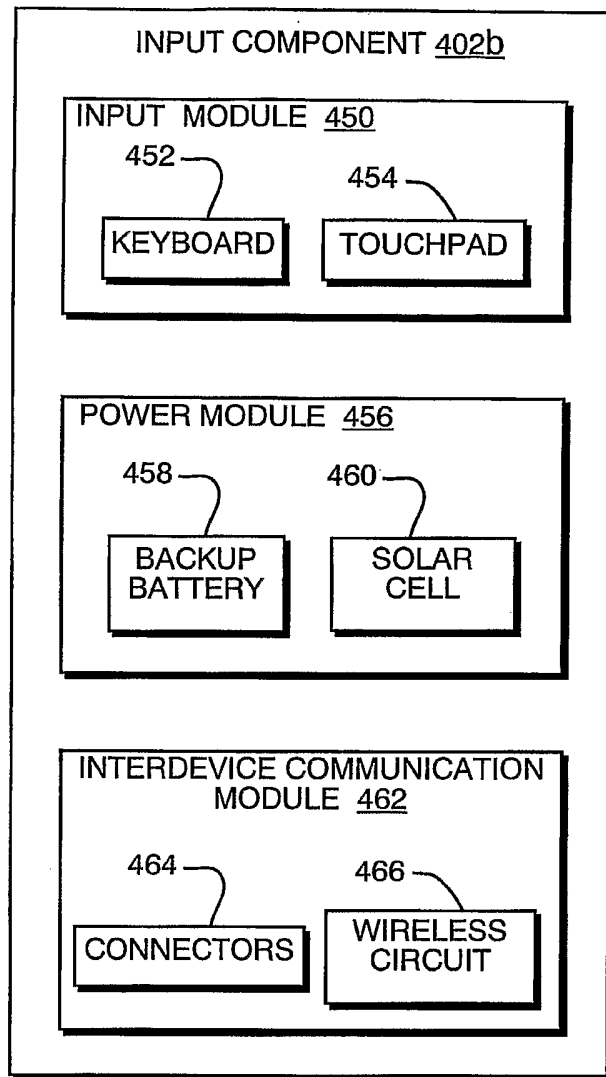 INPUT COMPONENT 402b
INPUT MODULE 450
452
454
KEYBOARD
TOUCHPAD
POWER MODULE 456
458
460
BACKUP
BATTERY
SOLAR
CELL
INTERDEVICE COMMUNICATION
MODULE 462
464
466
CONNECTORS
WIRELESS
CIRCUIT